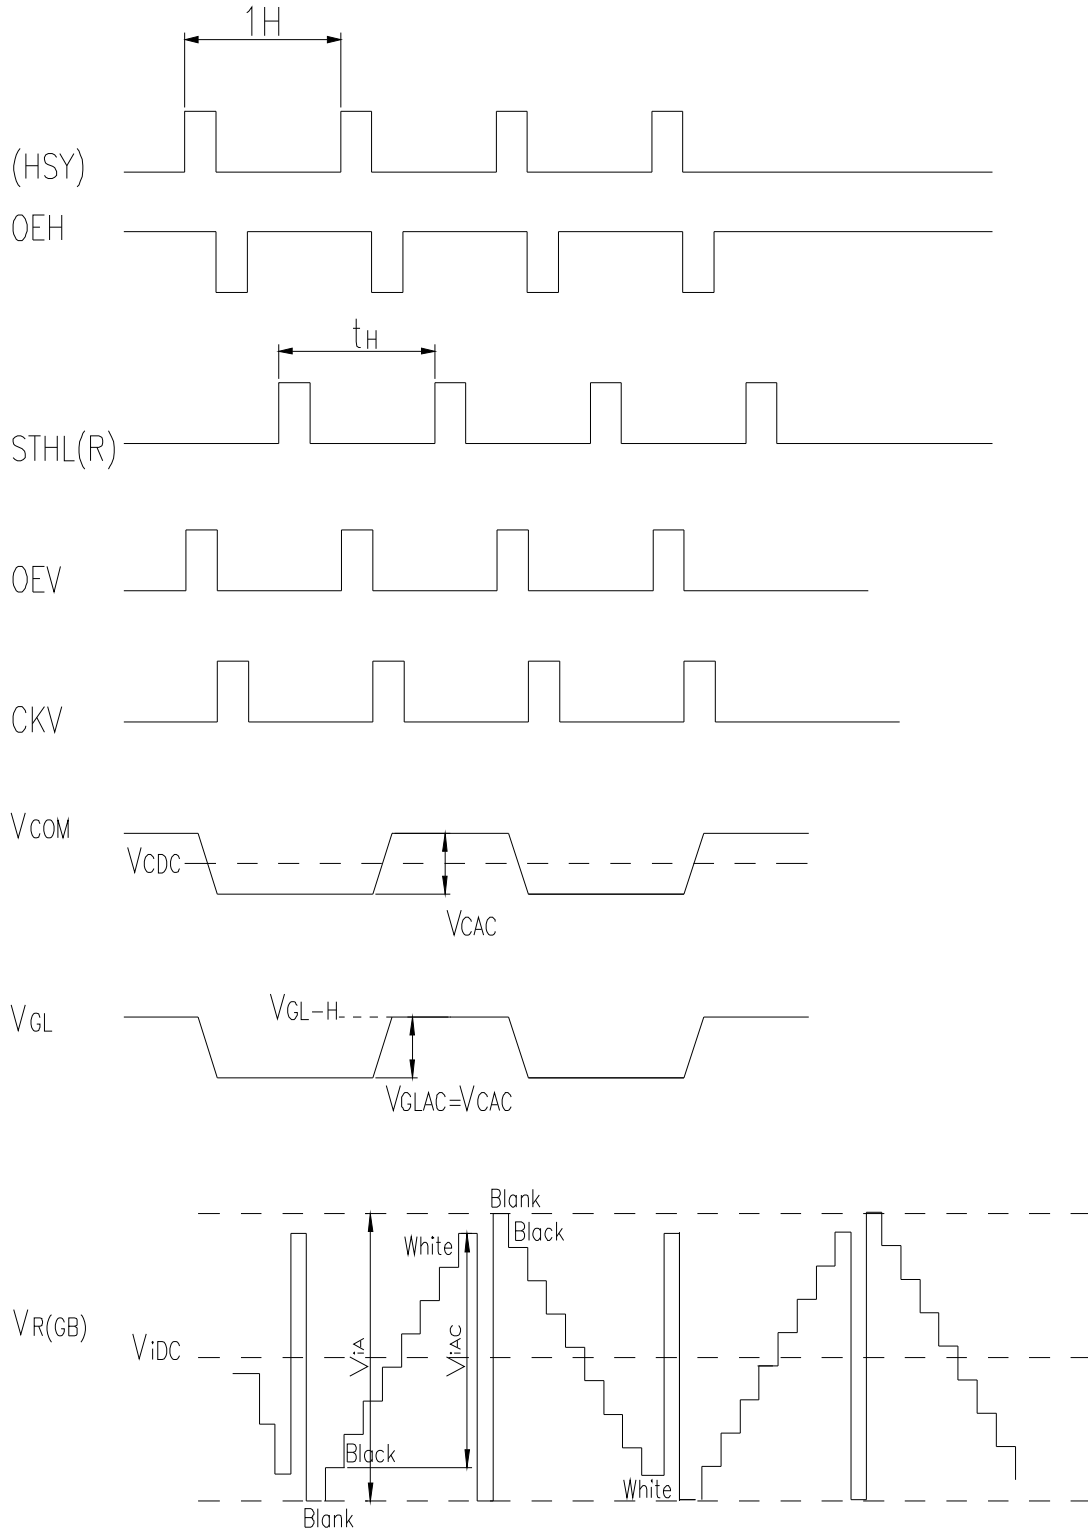 1H
(HSY)
OEH
tH
STHL(R)
OEV
CKV
VCOM
VCDC
VCAC
VGL-H
VGL
VGLAC=VCAC
Blank
Black
White
VR(GB)
ViDC
ViA
ViAC
Black
White
Blank